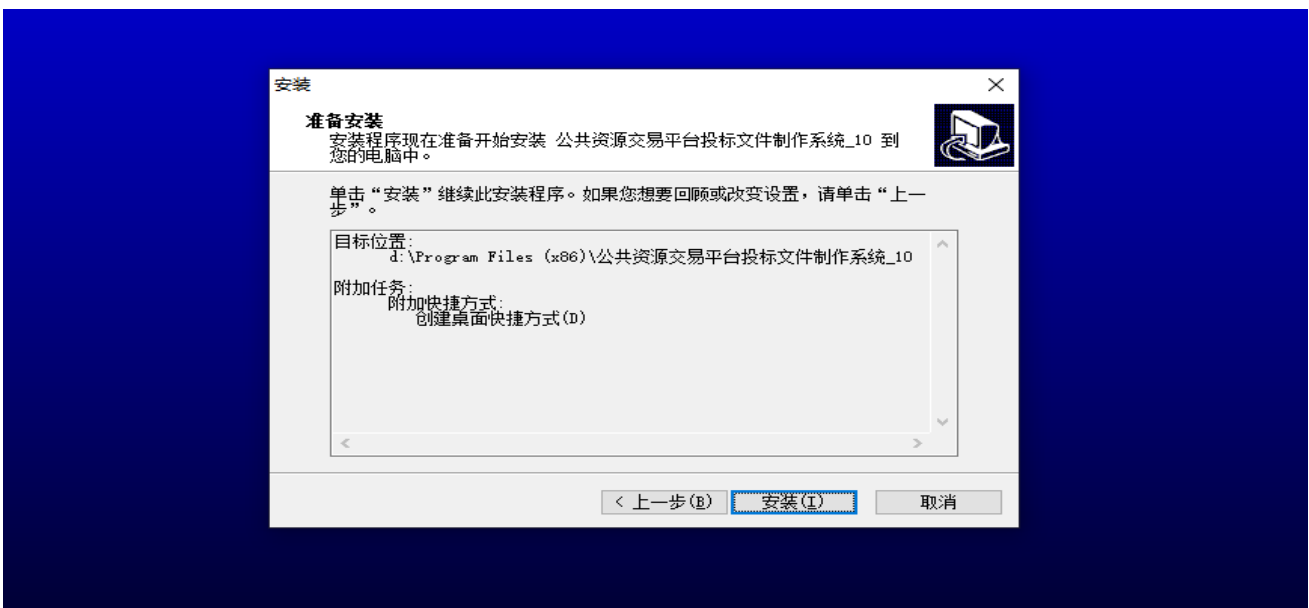 安装
准备安装
安装程序现在准备开始安装 公共资源交易平台投标文件制作系统_10 到
您的电脑中。
单击“安装”继续此安装程序。如果您想要回顾或改变设置，请单击“上一
步”。
目标位置:
d:\Program Files (x86)\公共资源交易平台投标文件制作系统_10
附加任务:
附加快捷方式:
创建桌面快捷方式(D)
< 上一步(B) 安装(I) 取消